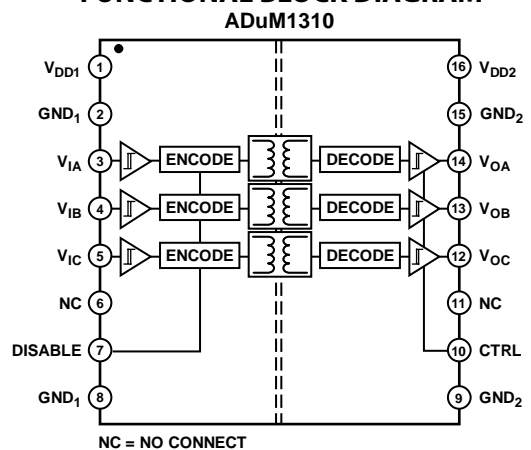 FUNCTIONAL BLOCK DIAGRAM
ADuM1310
VDD1 1 16 VDD2
GND1 2 15 GND2
VIA 3 ENCODE DECODE 14 VOA
VIB 4 ENCODE DECODE 13 VOB
VIC 5 ENCODE DECODE 12 VOC
NC 6 11 NC
DISABLE 7 10 CTRL
GND1 8 9 GND2
NC = NO CONNECT